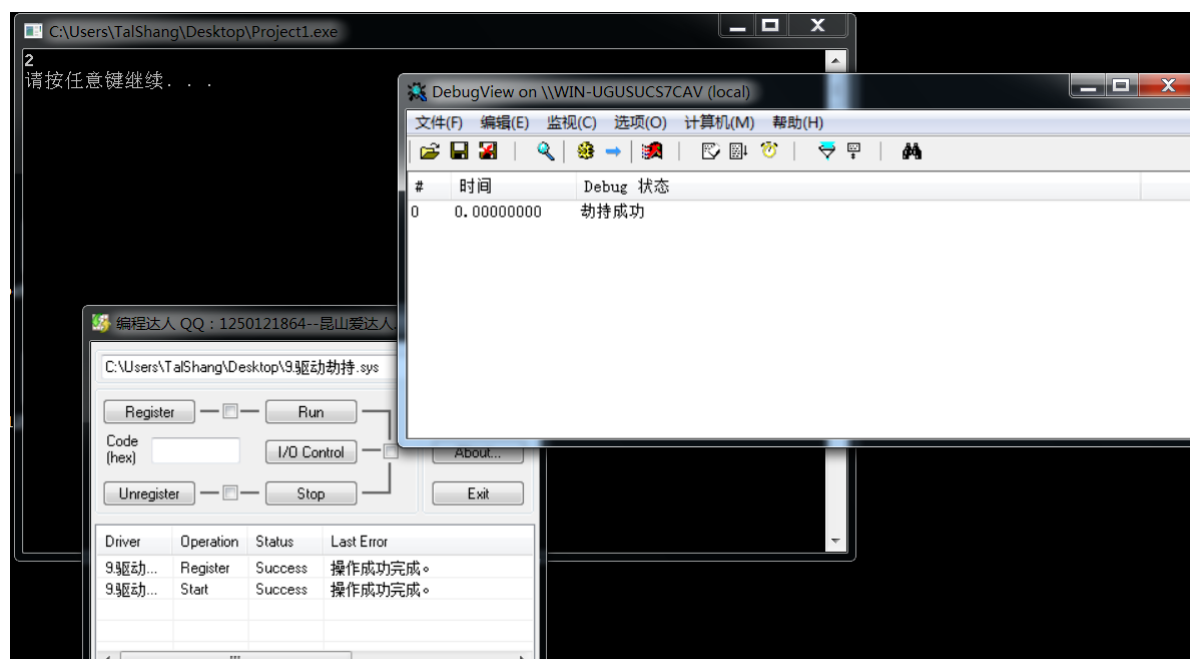 C:\Users\TalShang\Desktop\Project1.exe
2
请按任意键继续. . .
DebugView on \\WIN-UGUSUCS7CAV (local)
文件(F) 编辑(E) 监视(C) 选项(O) 计算机(M) 帮助(H)
# 时间 Debug 状态
0 0.00000000 劫持成功
编程达人 QQ：1250121864--昆山爱达人
C:\Users\TalShang\Desktop\9.驱动劫持.sys
Register Run
Code (hex) I/O Control About...
Unregister Stop Exit
Driver Operation Status Last Error
9.驱动... Register Success 操作成功完成。
9.驱动... Start Success 操作成功完成。